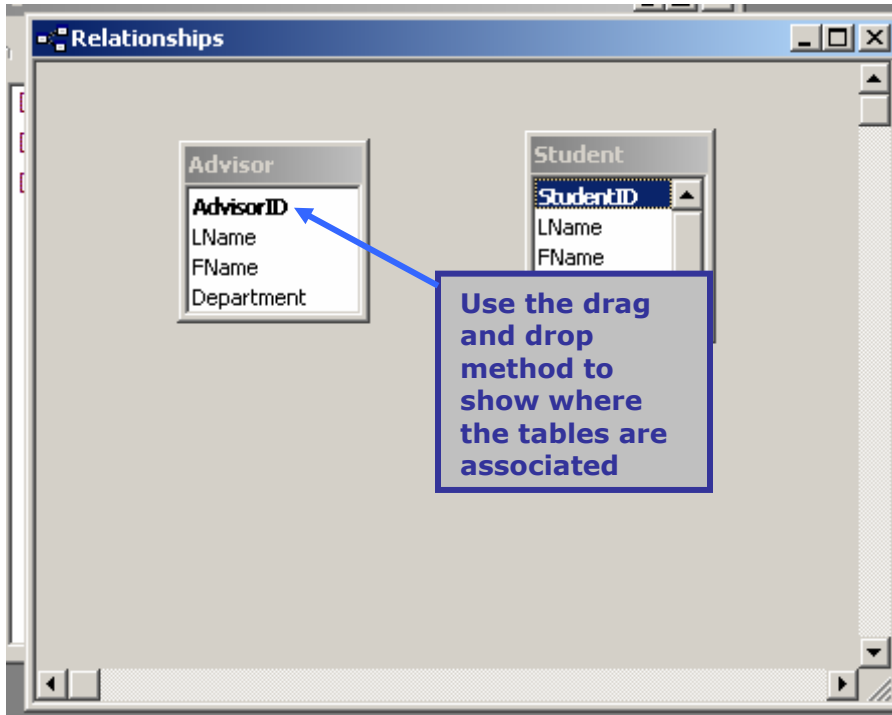 Relationships
Advisor
AdvisorID
LName
FName
Department
Student
StudentID
LName
FName
Use the drag
and drop
method to
show where
the tables are
associated